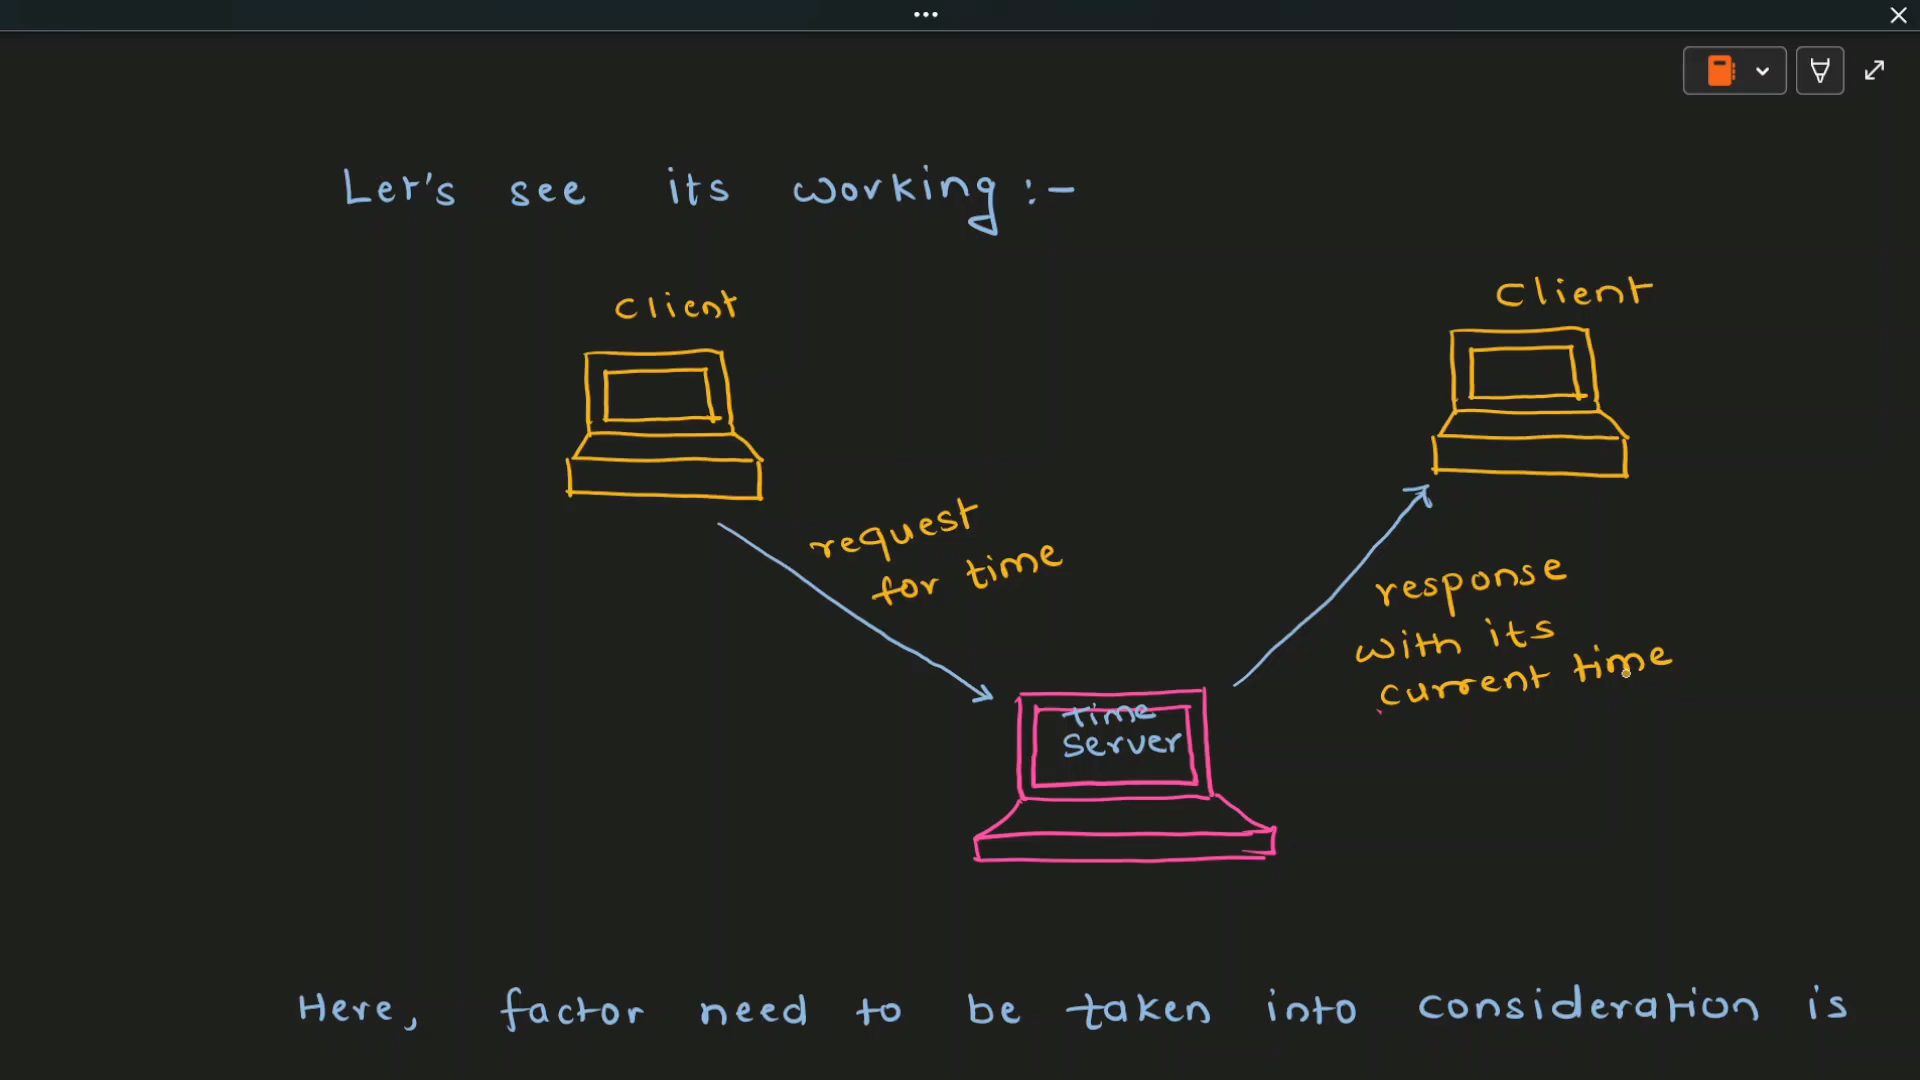 Let's see its working:-
Client
Client
request
for time
response
with its
current time
Time
Server
Here, factor need to be taken into consideration is